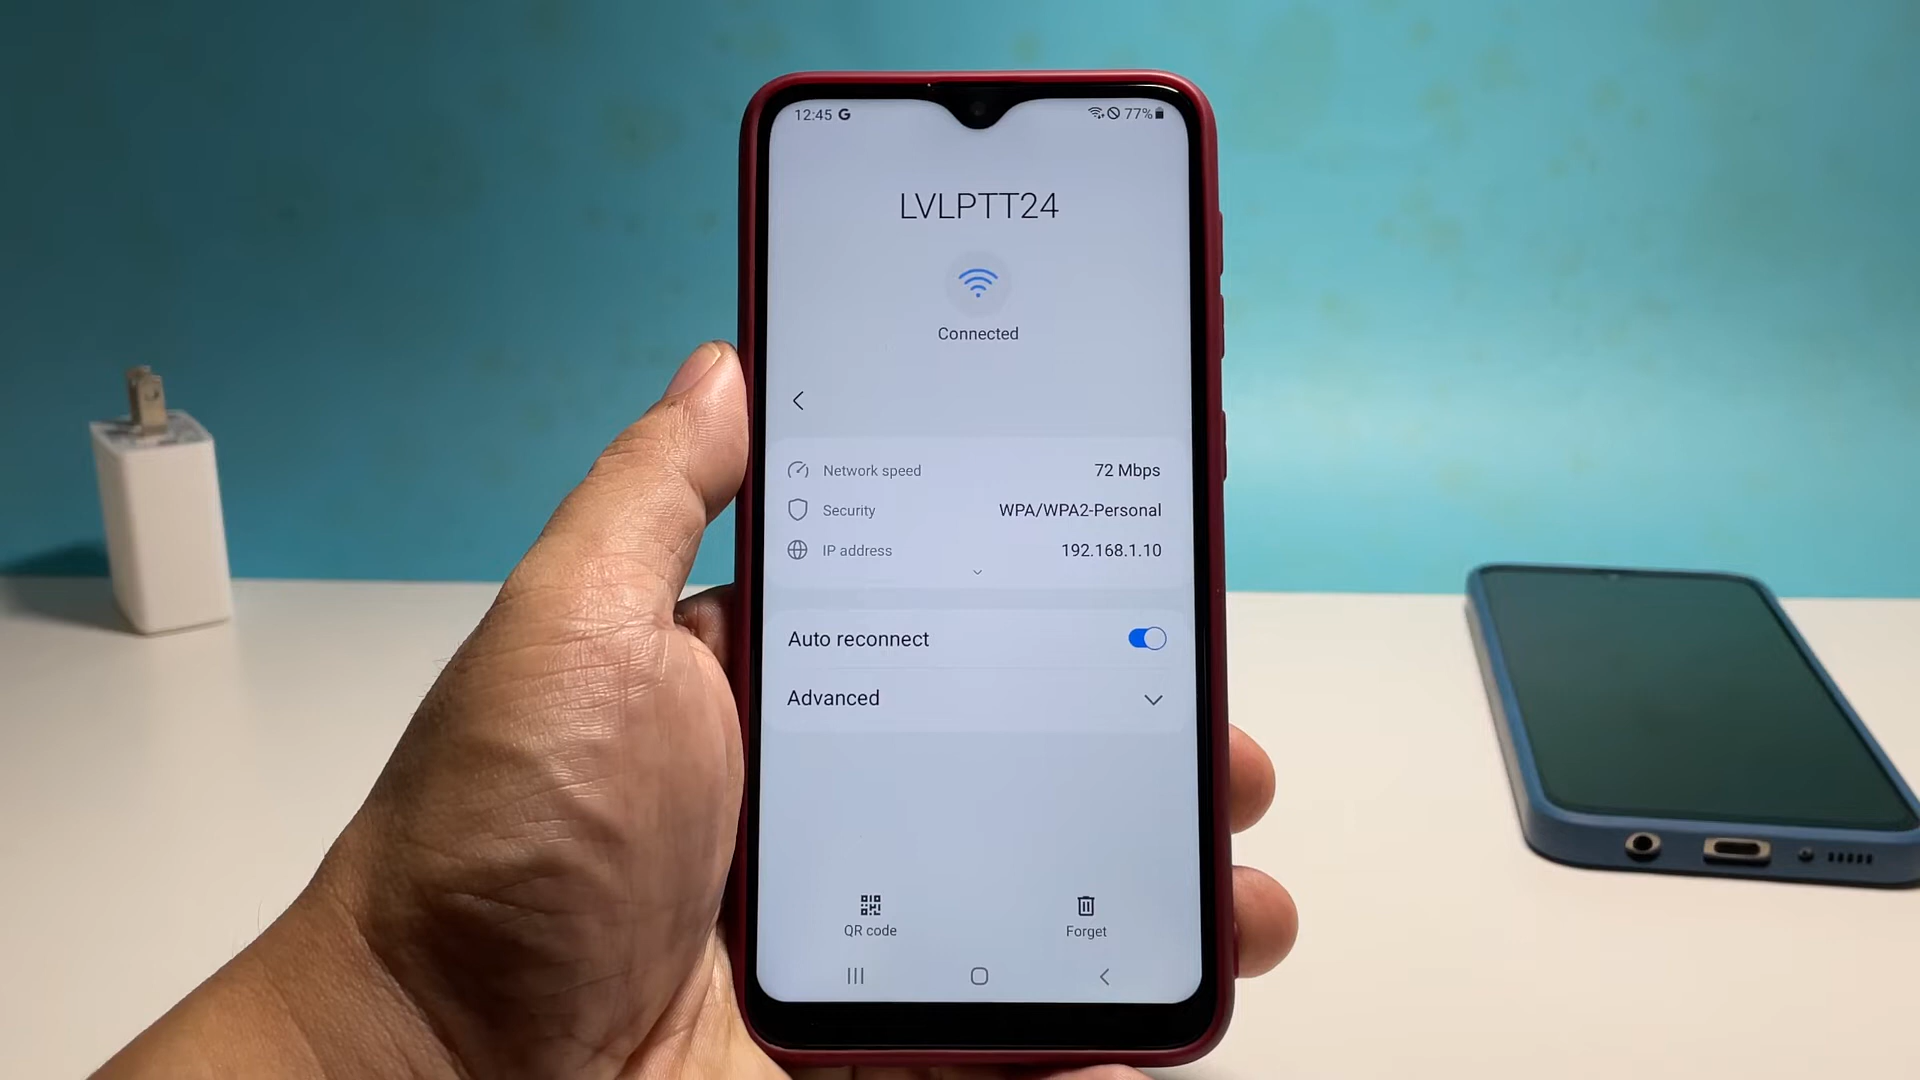 12:45 G 77%
LVLPTT24
Connected
Network speed 72 Mbps
Security WPA/WPA2-Personal
IP address 192.168.1.10
Auto reconnect
Advanced
QR code Forget